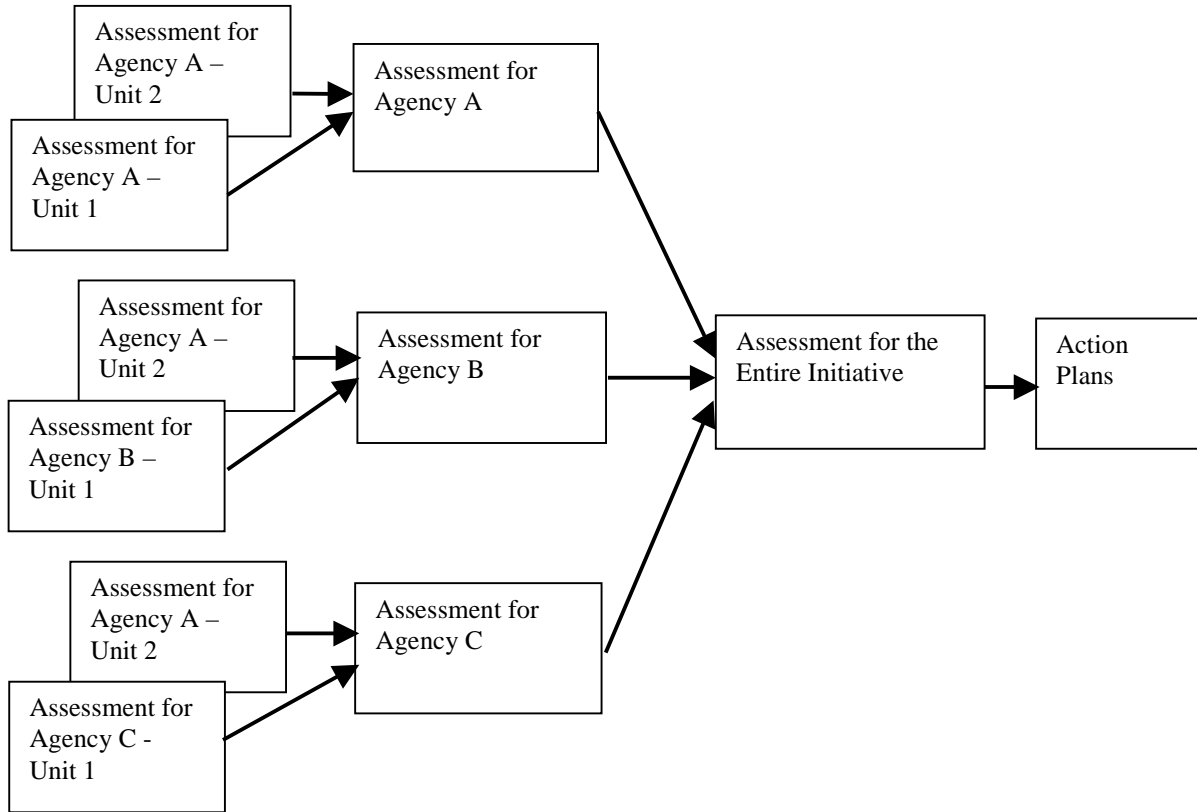 Assessment for
Agency A –
Unit 2
Assessment for
Agency A –
Unit 1
Assessment for
Agency A
Assessment for
Agency A –
Unit 2
Assessment for
Agency B –
Unit 1
Assessment for
Agency B
Assessment for
Agency A –
Unit 2
Assessment for
Agency C -
Unit 1
Assessment for
Agency C
Assessment for the
Entire Initiative
Action
Plans